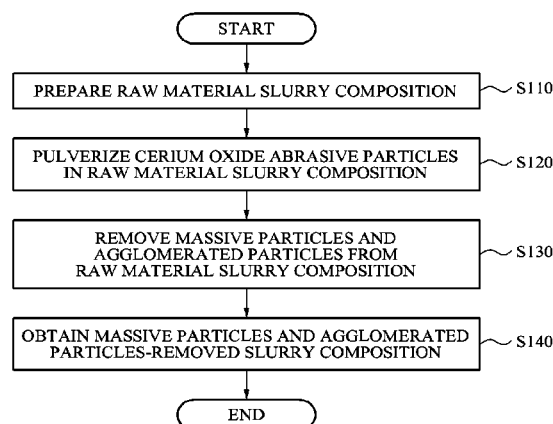 START
PREPARE RAW MATERIAL SLURRY COMPOSITION
S110
PULVERIZE CERIUM OXIDE ABRASIVE PARTICLES
IN RAW MATERIAL SLURRY COMPOSITION
S120
REMOVE MASSIVE PARTICLES AND
AGGLOMERATED PARTICLES FROM
RAW MATERIAL SLURRY COMPOSITION
S130
OBTAIN MASSIVE PARTICLES AND AGGLOMERATED
PARTICLES-REMOVED SLURRY COMPOSITION
S140
END